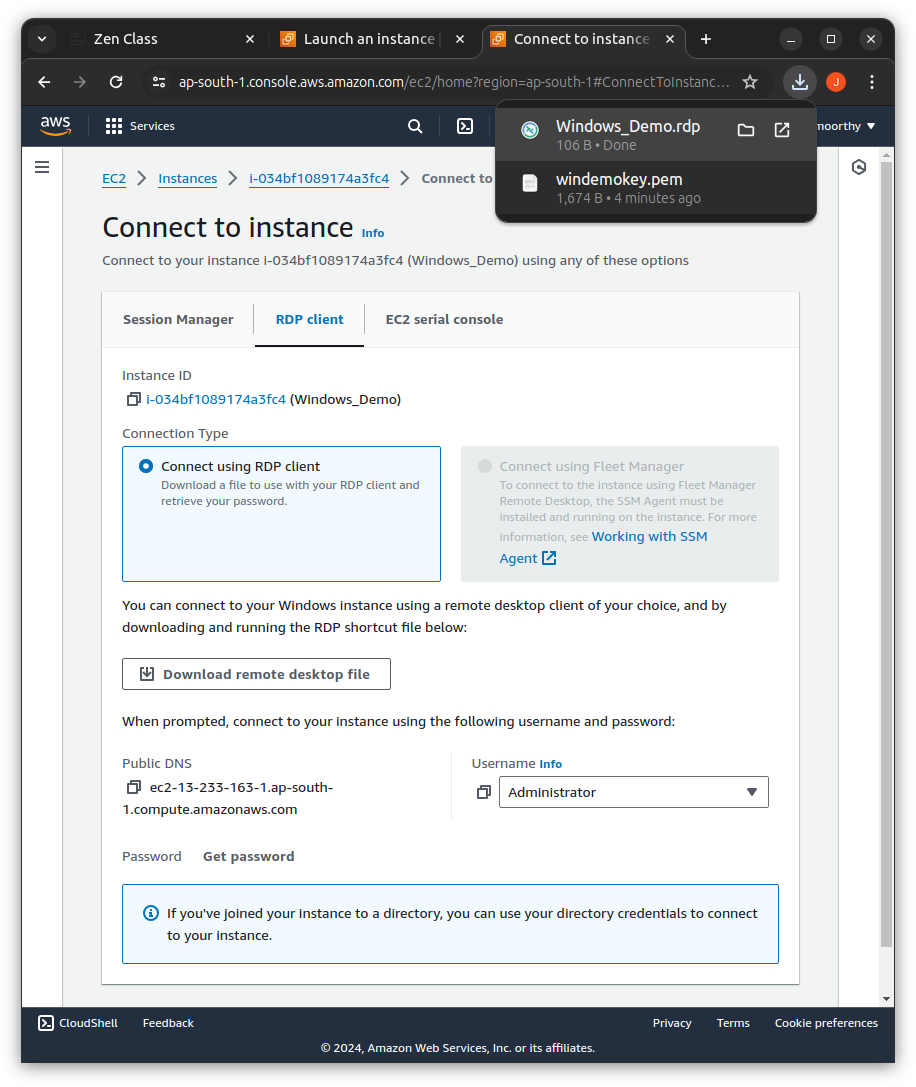 Zen Class
Launch an instance
Connect to instance
ap-south-1.console.aws.amazon.com/ec2/home?region=ap-south-1#ConnectToInstanc...
J
aws
Services
moorthy
Windows_Demo.rdp
106 B • Done
windemokey.pem
1,674 B • 4 minutes ago
EC2
Instances
i-034bf1089174a3fc4
Connect to
Connect to instance Info
Connect to your instance i-034bf1089174a3fc4 (Windows_Demo) using any of these options
Session Manager
RDP client
EC2 serial console
Instance ID
i-034bf1089174a3fc4 (Windows_Demo)
Connection Type
Connect using RDP client
Download a file to use with your RDP client and
retrieve your password.
Connect using Fleet Manager
To connect to the instance using Fleet Manager
Remote Desktop, the SSM Agent must be
installed and running on the instance. For more
information, see Working with SSM
Agent
You can connect to your Windows instance using a remote desktop client of your choice, and by
downloading and running the RDP shortcut file below:
Download remote desktop file
When prompted, connect to your instance using the following username and password:
Public DNS
ec2-13-233-163-1.ap-south-
1.compute.amazonaws.com
Username Info
Administrator
Password
Get password
If you've joined your instance to a directory, you can use your directory credentials to connect
to your instance.
CloudShell
Feedback
Privacy
Terms
Cookie preferences
© 2024, Amazon Web Services, Inc. or its affiliates.